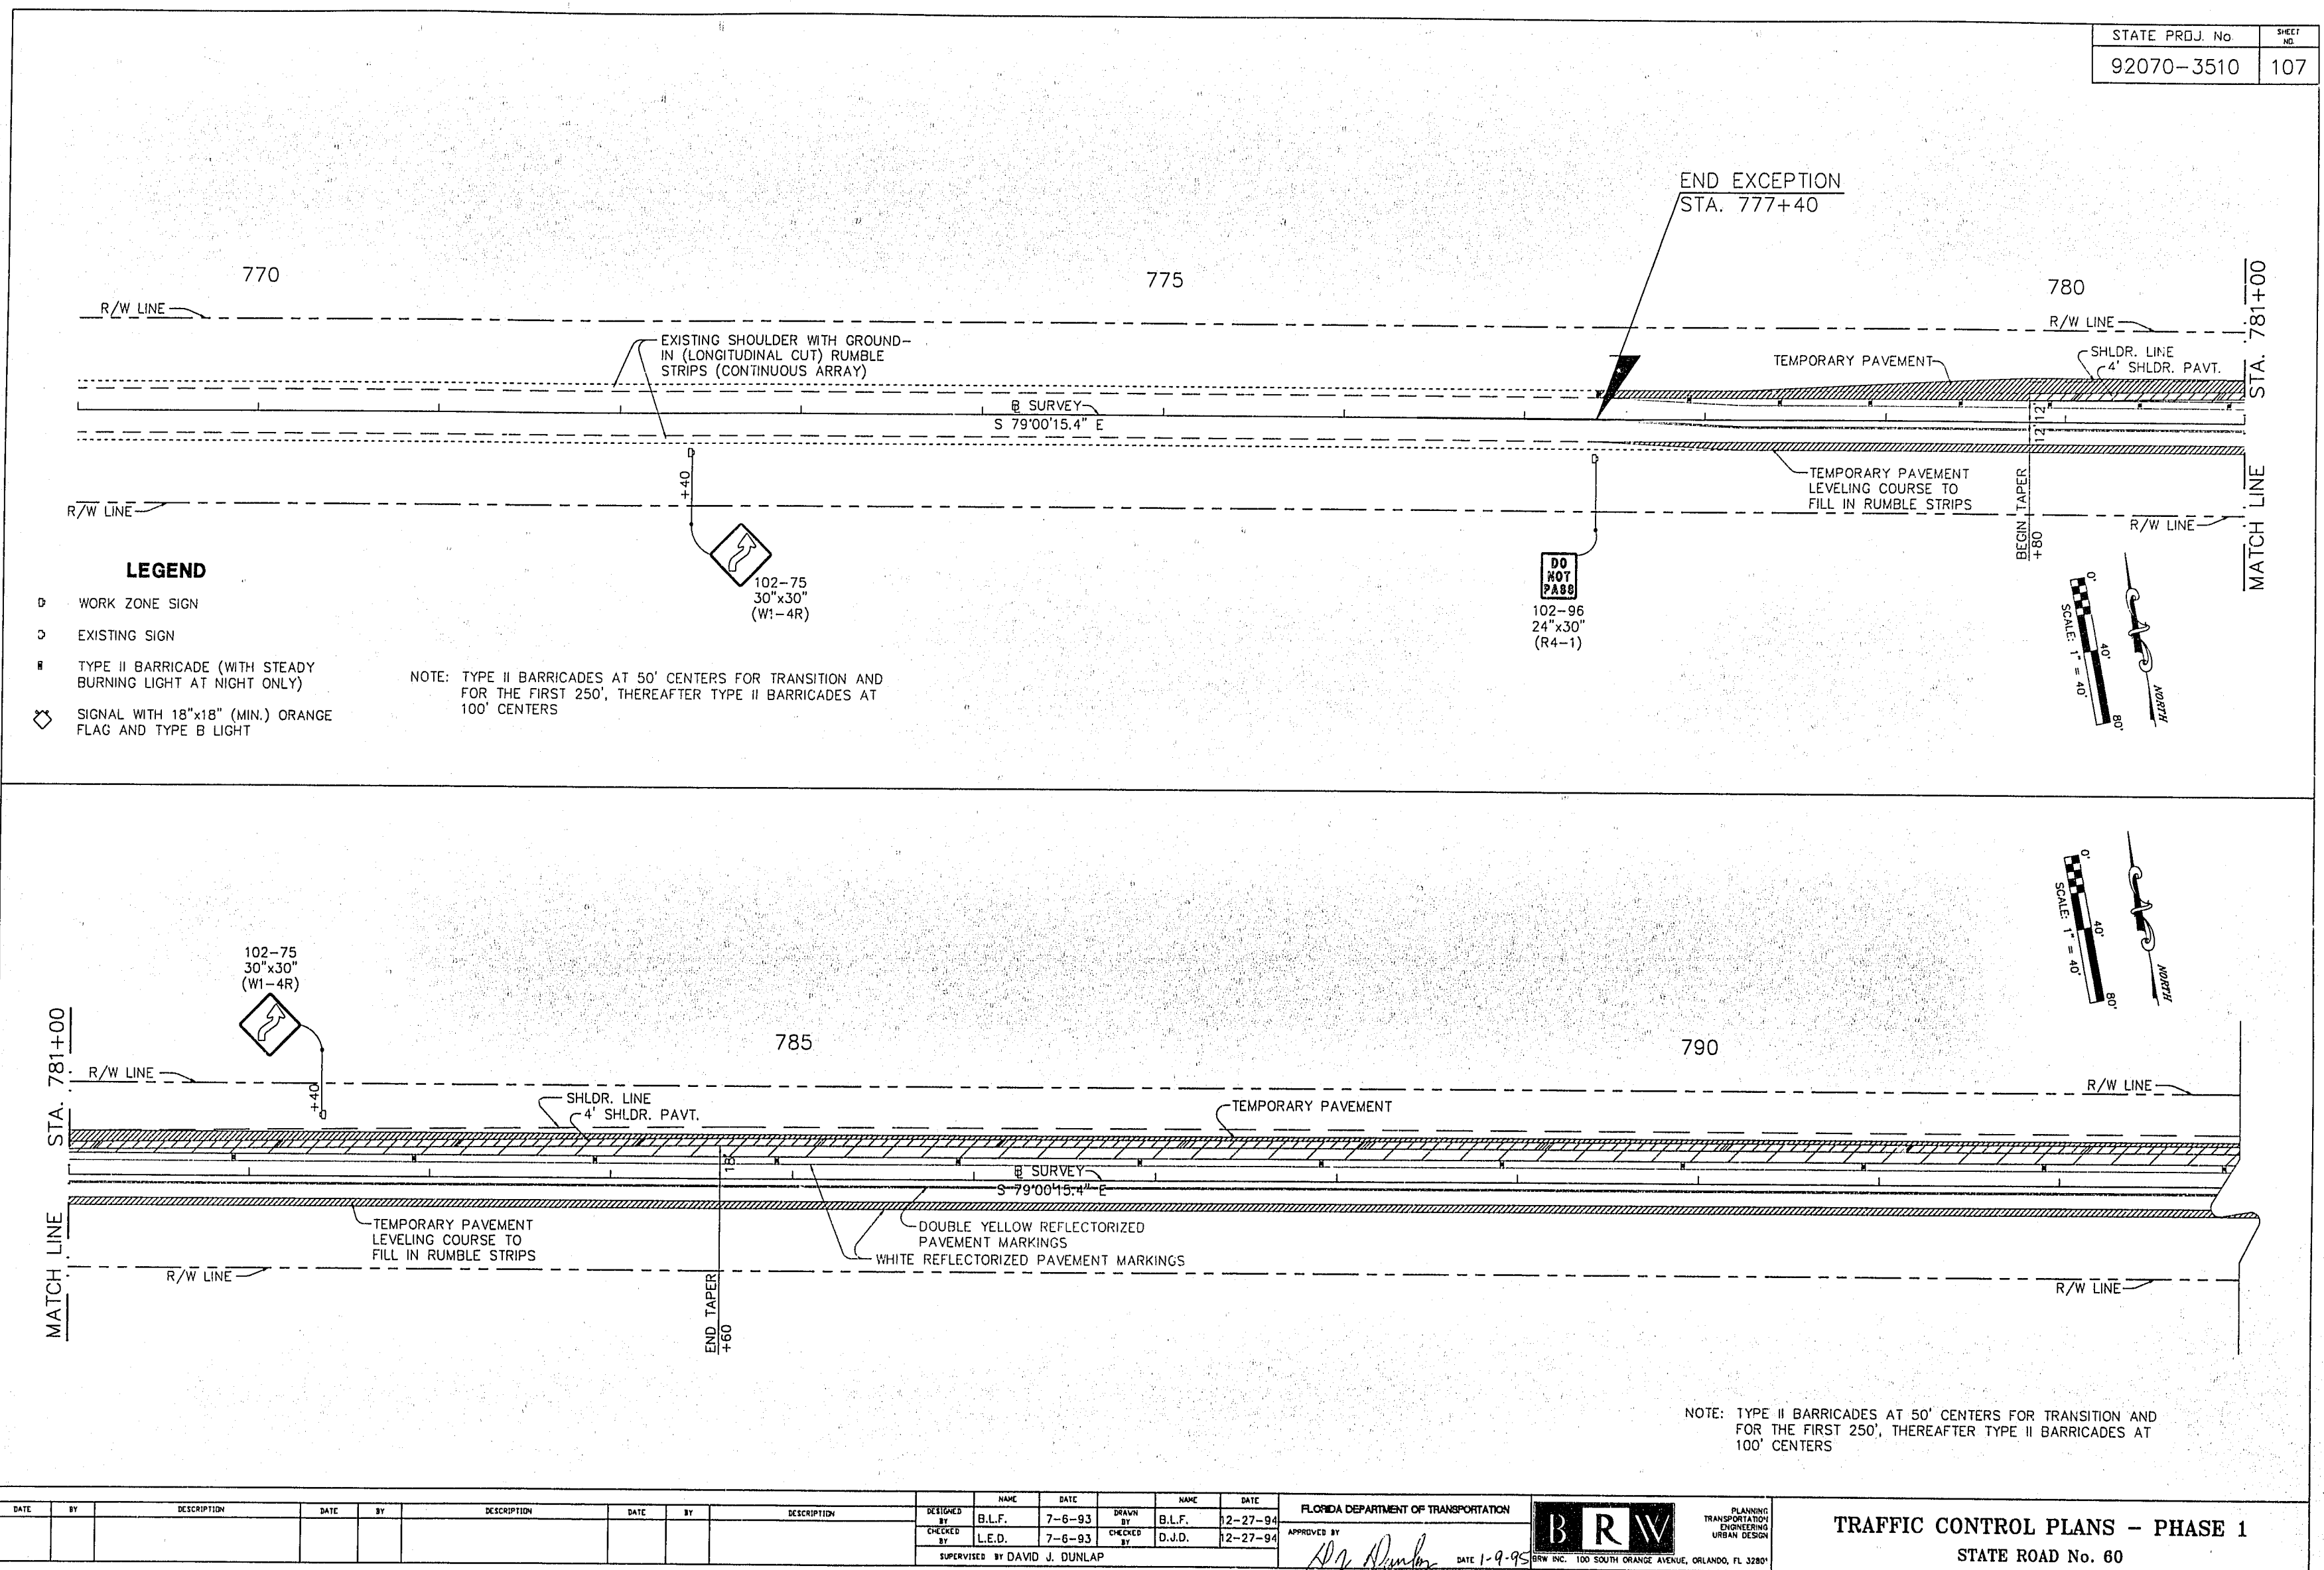 STATE PROJ. No.
SHEET NO.
92070-3510
107
END EXCEPTION
STA. 777+40
770
775
780
STA. 781+00
MATCH LINE
R/W LINE
R/W LINE
EXISTING SHOULDER WITH GROUND-
IN (LONGITUDINAL CUT) RUMBLE
STRIPS (CONTINUOUS ARRAY)
TEMPORARY PAVEMENT
SHLDR. LINE
4' SHLDR. PAVT.
B SURVEY
S 79°00'15.4" E
12'
12'
+40
TEMPORARY PAVEMENT
LEVELING COURSE TO
FILL IN RUMBLE STRIPS
BEGIN TAPER
+80
R/W LINE
R/W LINE
102-75
30"x30"
(W1-4R)
DO
NOT
PASS
102-96
24"x30"
(R4-1)
LEGEND
WORK ZONE SIGN
EXISTING SIGN
TYPE II BARRICADE (WITH STEADY
BURNING LIGHT AT NIGHT ONLY)
SIGNAL WITH 18"x18" (MIN.) ORANGE
FLAG AND TYPE B LIGHT
NOTE: TYPE II BARRICADES AT 50' CENTERS FOR TRANSITION AND
FOR THE FIRST 250', THEREAFTER TYPE II BARRICADES AT
100' CENTERS
0'
40'
80'
SCALE: 1" = 40'
NORTH
0'
40'
80'
SCALE: 1" = 40'
NORTH
102-75
30"x30"
(W1-4R)
785
790
STA. 781+00
MATCH LINE
R/W LINE
R/W LINE
+40
SHLDR. LINE
4' SHLDR. PAVT.
TEMPORARY PAVEMENT
18'
B SURVEY
S 79°00'15.4" E
TEMPORARY PAVEMENT
LEVELING COURSE TO
FILL IN RUMBLE STRIPS
DOUBLE YELLOW REFLECTORIZED
PAVEMENT MARKINGS
WHITE REFLECTORIZED PAVEMENT MARKINGS
R/W LINE
R/W LINE
END TAPER
+60
NOTE: TYPE II BARRICADES AT 50' CENTERS FOR TRANSITION AND
FOR THE FIRST 250', THEREAFTER TYPE II BARRICADES AT
100' CENTERS
DATE BY DESCRIPTION DATE BY DESCRIPTION DATE BY DESCRIPTION
NAME DATE NAME DATE
DESIGNED BY B.L.F. 7-6-93 DRAWN BY B.L.F. 12-27-94
CHECKED BY L.E.D. 7-6-93 CHECKED BY D.J.D. 12-27-94
SUPERVISED BY DAVID J. DUNLAP
FLORIDA DEPARTMENT OF TRANSPORTATION
APPROVED BY
DATE 1-9-95
BRW
PLANNING
TRANSPORTATION
ENGINEERING
URBAN DESIGN
BRW INC. 100 SOUTH ORANGE AVENUE, ORLANDO, FL 32801
TRAFFIC CONTROL PLANS - PHASE 1
STATE ROAD No. 60